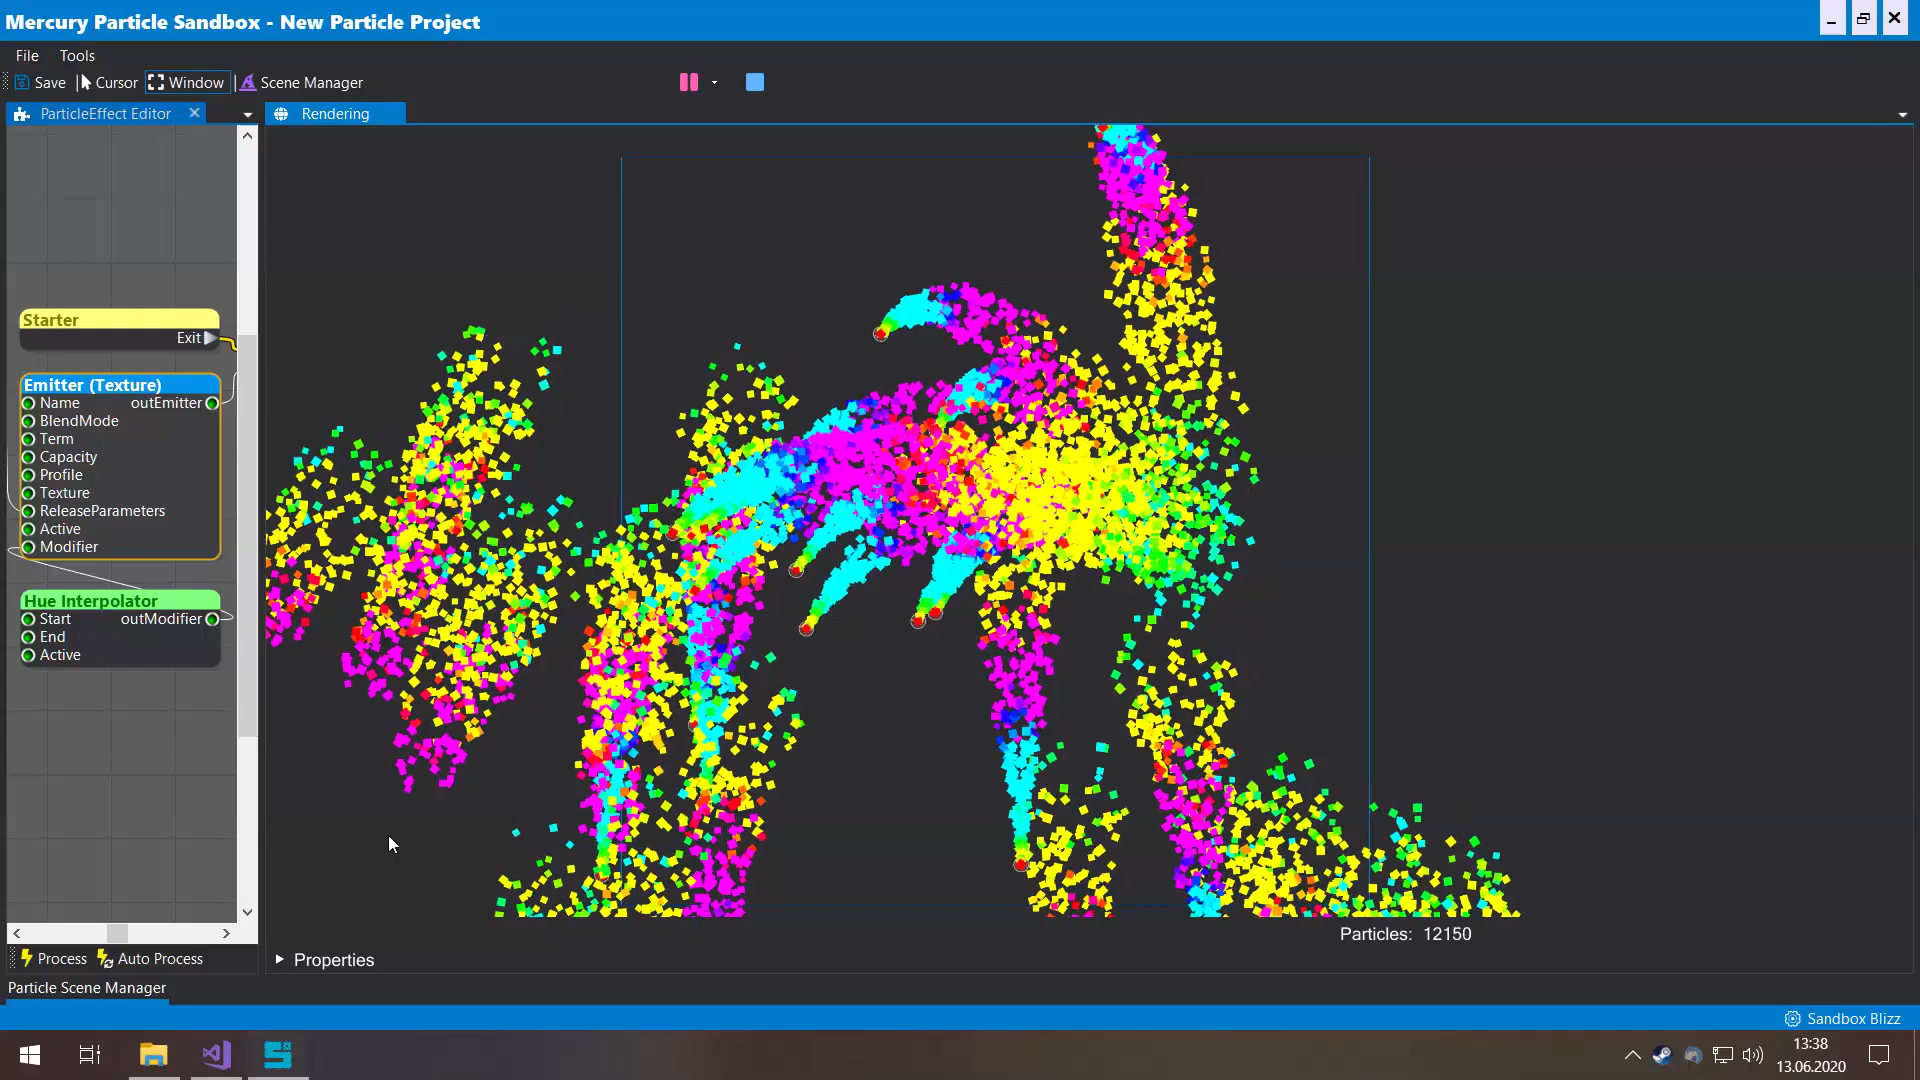 Mercury Particle Sandbox - New Particle Project
File Tools
Save Cursor Window Scene Manager
ParticleEffect Editor
Rendering
Starter
Exit
Emitter (Texture)
Name outEmitter
BlendMode
Term
Capacity
Profile
Texture
ReleaseParameters
Active
Modifier
Hue Interpolator
Start outModifier
End
Active
Particles: 12150
Process Auto Process
Properties
Particle Scene Manager
Sandbox Blizz
13:38
13.06.2020